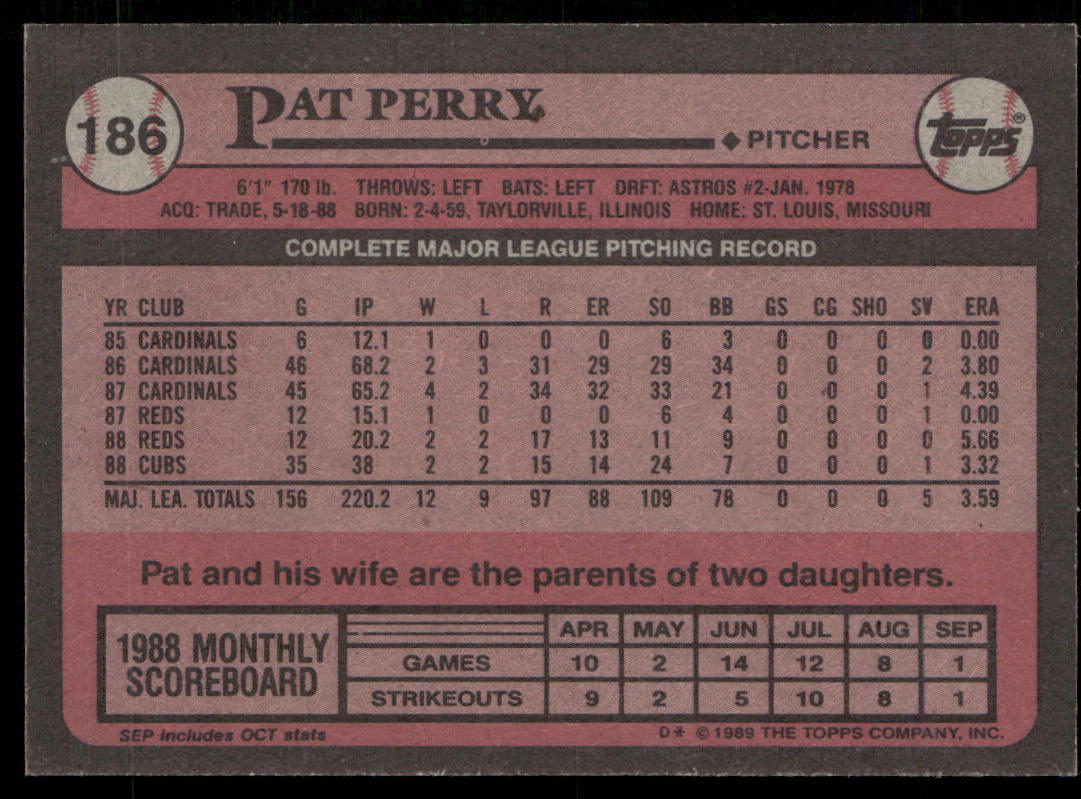 186
PAT PERRY
PITCHER
TOPPS®
6'1" 170 lb. THROWS: LEFT BATS: LEFT DRFT: ASTROS #2-JAN. 1978
ACQ: TRADE, 5-18-88 BORN: 2-4-59, TAYLORVILLE, ILLINOIS HOME: ST. LOUIS, MISSOURI
COMPLETE MAJOR LEAGUE PITCHING RECORD
YR CLUB G IP W L R ER SO BB GS CG SHO SV ERA
85 CARDINALS 6 12.1 1 0 0 0 6 3 0 0 0 0 0.00
86 CARDINALS 46 68.2 2 3 31 29 29 34 0 0 0 2 3.80
87 CARDINALS 45 65.2 4 2 34 32 33 21 0 0 0 1 4.39
87 REDS 12 15.1 1 0 0 0 6 4 0 0 0 1 0.00
88 REDS 12 20.2 2 2 17 13 11 9 0 0 0 0 5.66
88 CUBS 35 38 2 2 15 14 24 7 0 0 0 1 3.32
MAJ. LEA. TOTALS 156 220.2 12 9 97 88 109 78 0 0 0 5 3.59
Pat and his wife are the parents of two daughters.
1988 MONTHLY
SCOREBOARD
APR MAY JUN JUL AUG SEP
GAMES 10 2 14 12 8 1
STRIKEOUTS 9 2 5 10 8 1
SEP includes OCT stats
D* © 1989 THE TOPPS COMPANY, INC.